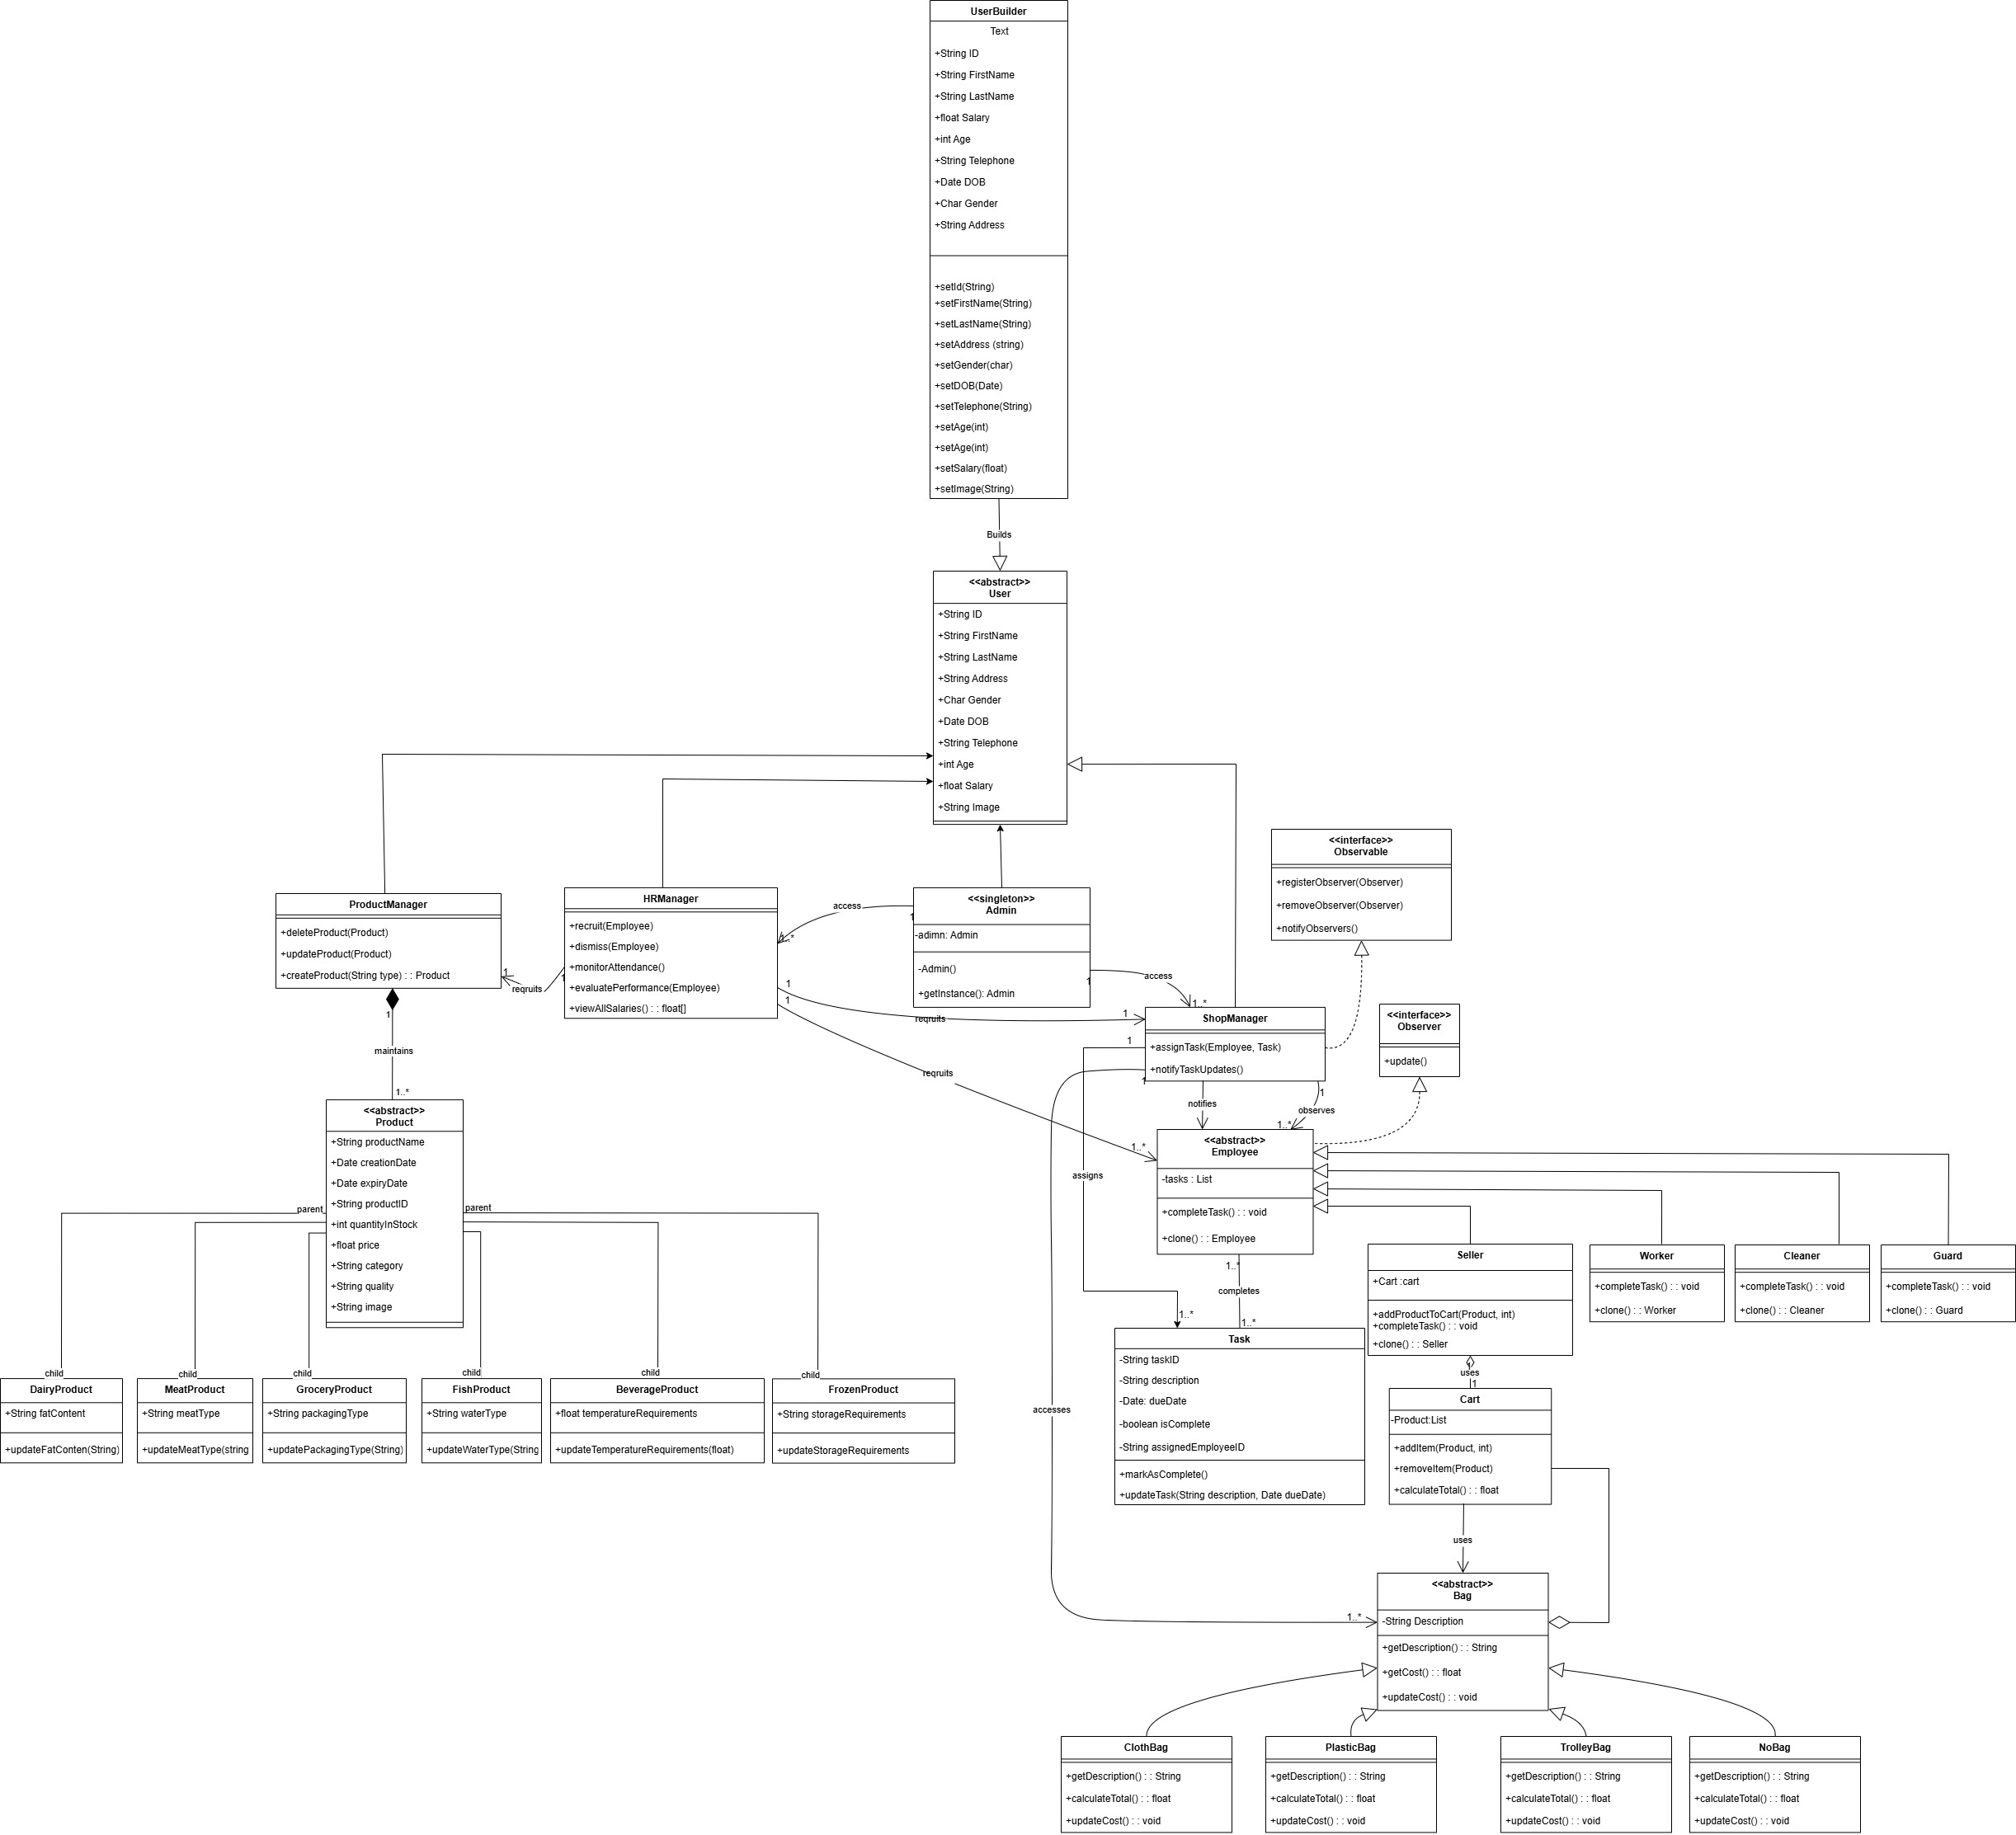 UserBuilder
Text
+String ID
+String FirstName
+String LastName
+float Salary
+int Age
+String Telephone
+Date DOB
+Char Gender
+String Address
+setId(String)
+setFirstName(String)
+setLastName(String)
+setAddress (string)
+setGender(char)
+setDOB(Date)
+setTelephone(String)
+setAge(int)
+setAge(int)
+setSalary(float)
+setImage(String)
Builds
<<abstract>>
User
+String ID
+String FirstName
+String LastName
+String Address
+Char Gender
+Date DOB
+String Telephone
+int Age
+float Salary
+String Image
<<interface>>
Observable
+registerObserver(Observer)
+removeObserver(Observer)
+notifyObservers()
ProductManager
+deleteProduct(Product)
+updateProduct(Product)
+createProduct(String type) : : Product
1
reqruits
1
HRManager
+recruit(Employee)
+dismiss(Employee)
+monitorAttendance()
+evaluatePerformance(Employee)
+viewAllSalaries() : : float[]
access
1
1..*
<<singleton>>
Admin
-adimn: Admin
-Admin()
+getInstance(): Admin
1
access
1..*
1
reqruits
1
1
reqruits
1..*
ShopManager
+assignTask(Employee, Task)
+notifyTaskUpdates()
<<interface>>
Observer
+update()
1
maintains
1..*
1
assigns
1..*
1
accesses
1..*
notifies
1
observes
1..*
<<abstract>>
Product
+String productName
+Date creationDate
+Date expiryDate
+String productID
+int quantityInStock
+float price
+String category
+String quality
+String image
parent
parent
child
child
child
child
child
child
DairyProduct
+String fatContent
+updateFatConten(String)
MeatProduct
+String meatType
+updateMeatType(string
GroceryProduct
+String packagingType
+updatePackagingType(String)
FishProduct
+String waterType
+updateWaterType(String
BeverageProduct
+float temperatureRequirements
+updateTemperatureRequirements(float)
FrozenProduct
+String storageRequirements
+updateStorageRequirements
<<abstract>>
Employee
-tasks : List
+completeTask() : : void
+clone() : : Employee
1..*
completes
1..*
Task
-String taskID
-String description
-Date: dueDate
-boolean isComplete
-String assignedEmployeeID
+markAsComplete()
+updateTask(String description, Date dueDate)
Seller
+Cart :cart
+addProductToCart(Product, int)
+completeTask() : : void
+clone() : : Seller
Worker
+completeTask() : : void
+clone() : : Worker
Cleaner
+completeTask() : : void
+clone() : : Cleaner
Guard
+completeTask() : : void
+clone() : : Guard
1
uses
1
Cart
-Product:List
+addItem(Product, int)
+removeItem(Product)
+calculateTotal() : : float
uses
<<abstract>>
Bag
-String Description
+getDescription() : : String
+getCost() : : float
+updateCost() : : void
ClothBag
+getDescription() : : String
+calculateTotal() : : float
+updateCost() : : void
PlasticBag
+getDescription() : : String
+calculateTotal() : : float
+updateCost() : : void
TrolleyBag
+getDescription() : : String
+calculateTotal() : : float
+updateCost() : : void
NoBag
+getDescription() : : String
+calculateTotal() : : float
+updateCost() : : void